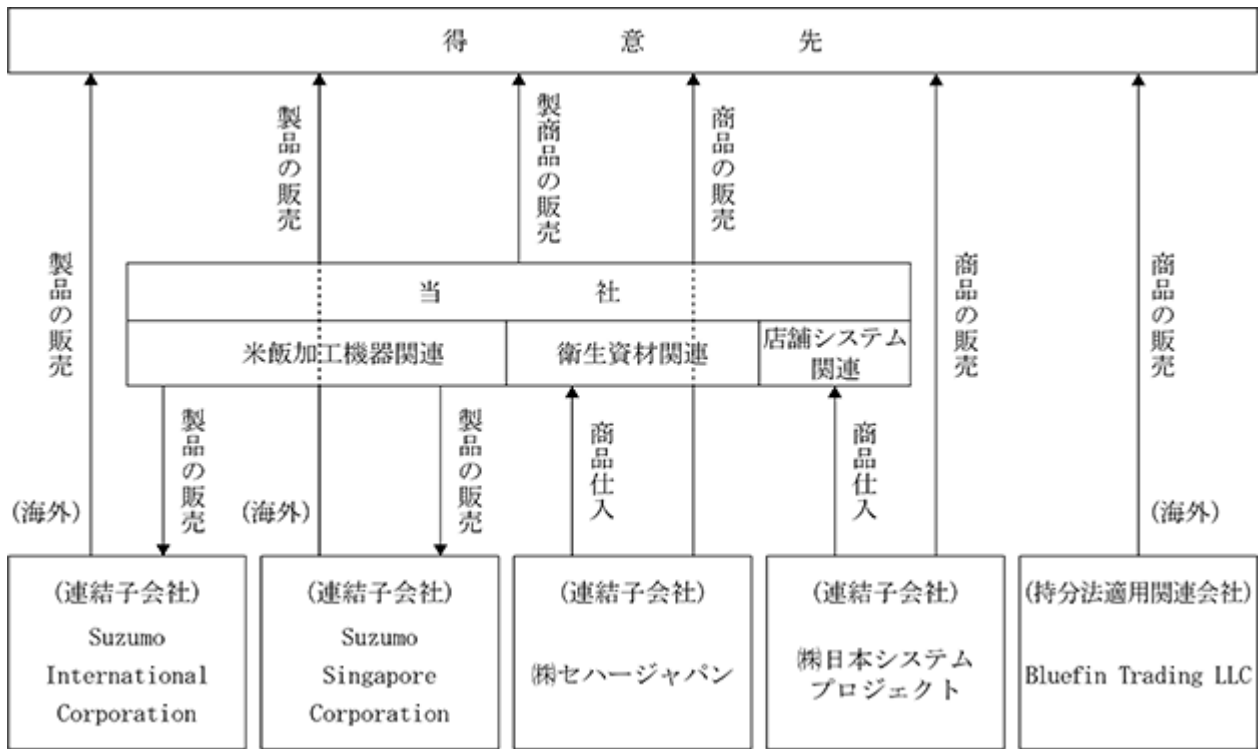 得意先
製品の販売
製商品の販売
商品の販売
製品の販売
商品の販売
商品の販売
当社
米飯加工機器関連
衛生資材関連
店舗システム
関連
製品の販売
製品の販売
商品仕入
商品仕入
(海外)
(海外)
(海外)
(連結子会社)
Suzumo
International
Corporation
(連結子会社)
Suzumo
Singapore
Corporation
(連結子会社)
㈱セハージャパン
(連結子会社)
㈱日本システム
プロジェクト
(持分法適用関連会社)
Bluefin Trading LLC